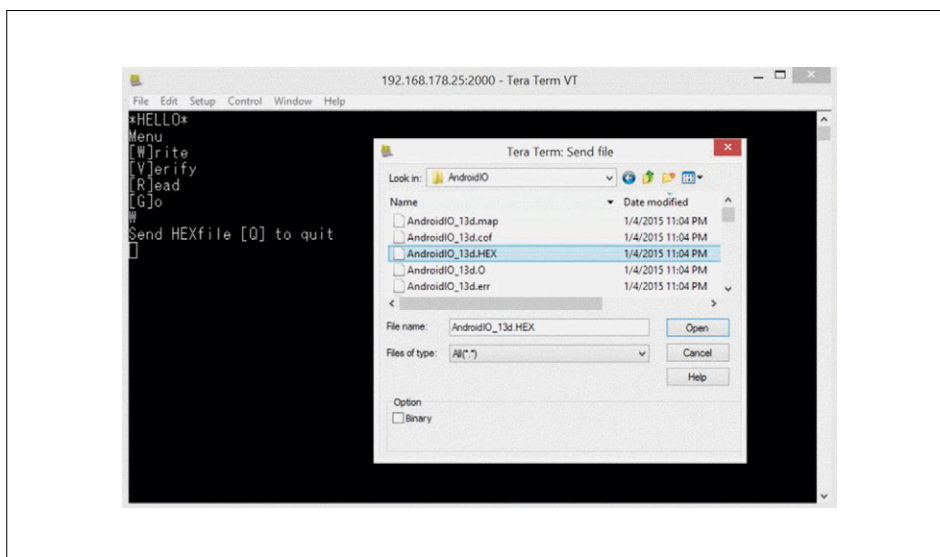 192.168.178.25:2000 - Tera Term VT
File Edit Setup Control Window Help
*HELLO*
Menu
[W]rite
[V]erify
[R]ead
[G]o
W
Send HEXfile [Q] to quit
Tera Term: Send file
Look in: AndroidIO
Name Date modified
AndroidIO_13d.map 1/4/2015 11:04 PM
AndroidIO_13d.cof 1/4/2015 11:04 PM
AndroidIO_13d.HEX 1/4/2015 11:04 PM
AndroidIO_13d.O 1/4/2015 11:04 PM
AndroidIO_13d.err 1/4/2015 11:04 PM
File name: AndroidIO_13d.HEX Open
Files of type: All(*.*) Cancel
Help
Option
Binary